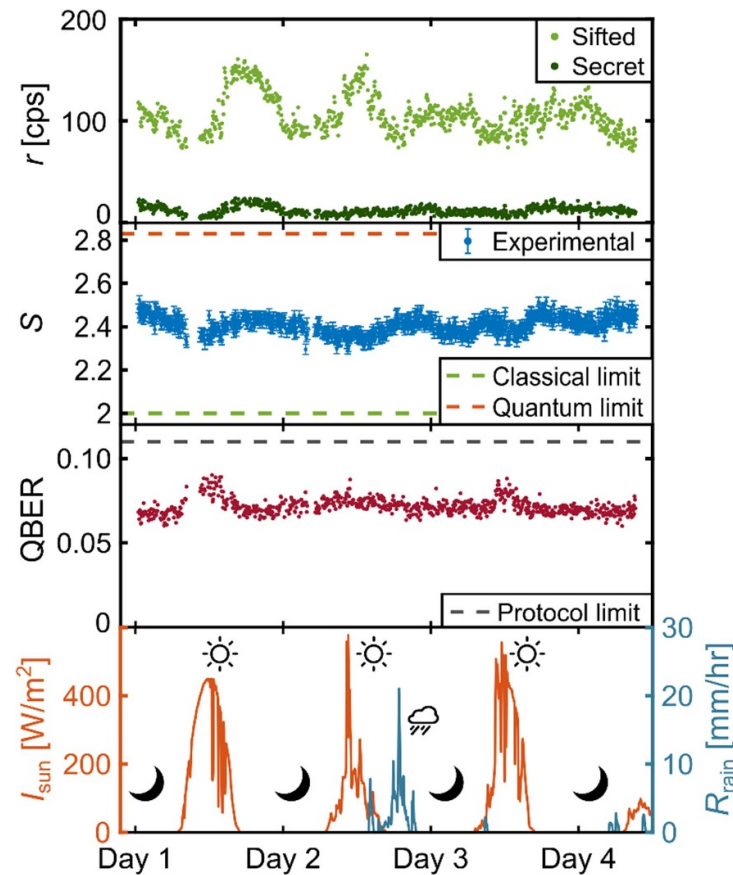 200
Sifted
Secret
r [cps]
100
0
2.8
Experimental
2.6
S
2.4
2.2
Classical limit
Quantum limit
2
0.10
QBER
0.05
Protocol limit
0
30
I_sun [W/m²]
400
20
R_rain [mm/hr]
200
10
0
0
Day 1 Day 2 Day 3 Day 4